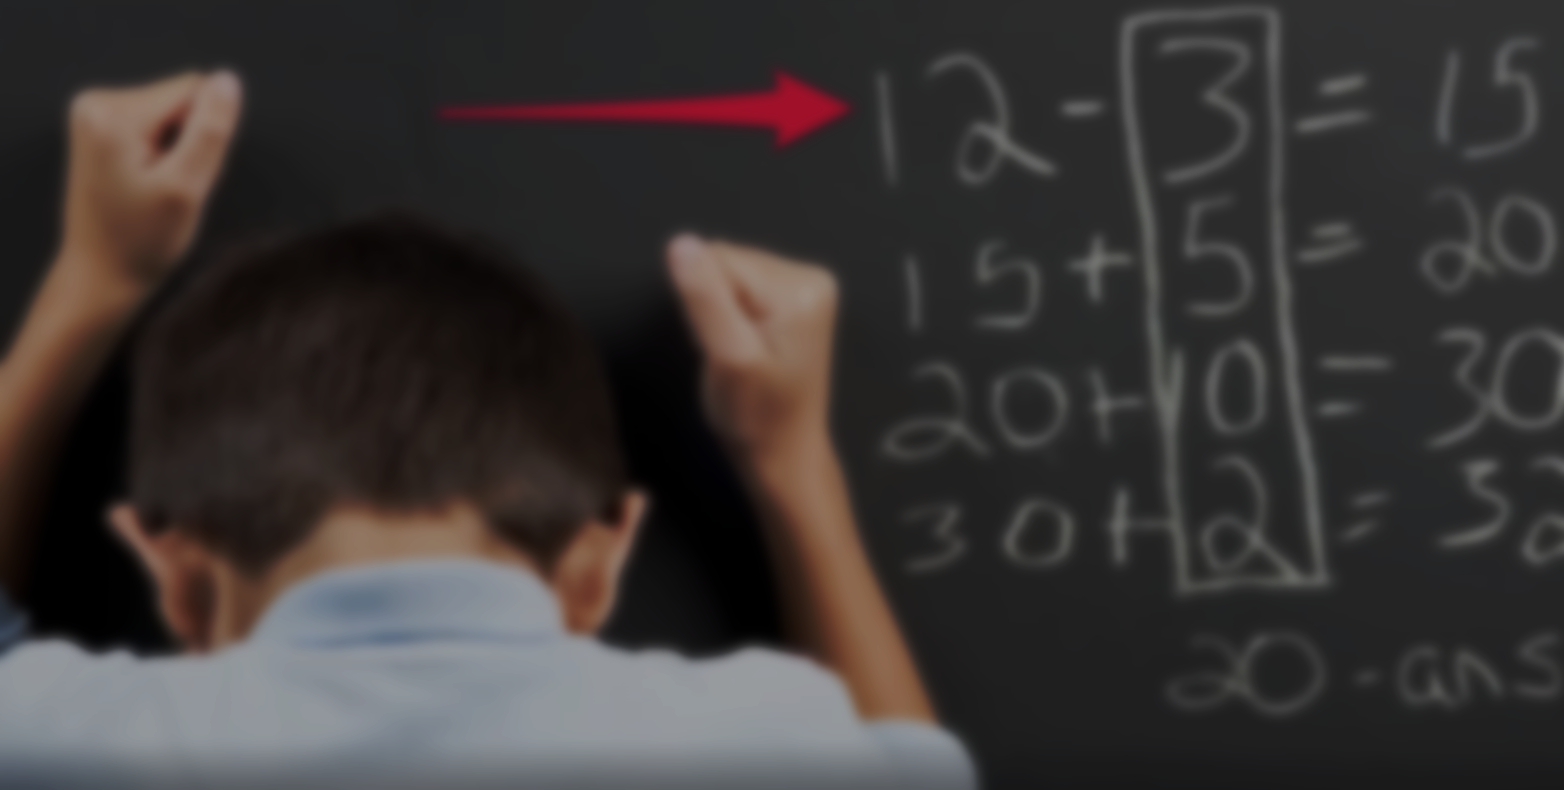 12 - 3 = 15
15 + 5 = 20
20 + 10 = 30
30 + 2 = 32
20 - ans